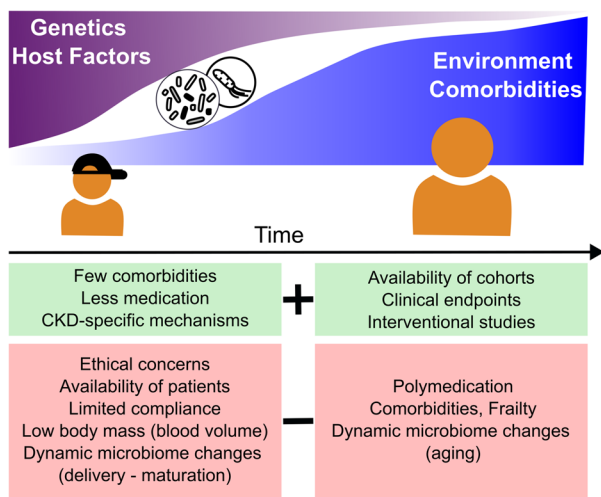 Genetics
Host Factors
Environment
Comorbidities
Time
Few comorbidities
Less medication
CKD-specific mechanisms
+
Availability of cohorts
Clinical endpoints
Interventional studies
Ethical concerns
Availability of patients
Limited compliance
Low body mass (blood volume)
Dynamic microbiome changes
(delivery - maturation)
−
Polymedication
Comorbidities, Frailty
Dynamic microbiome changes
(aging)